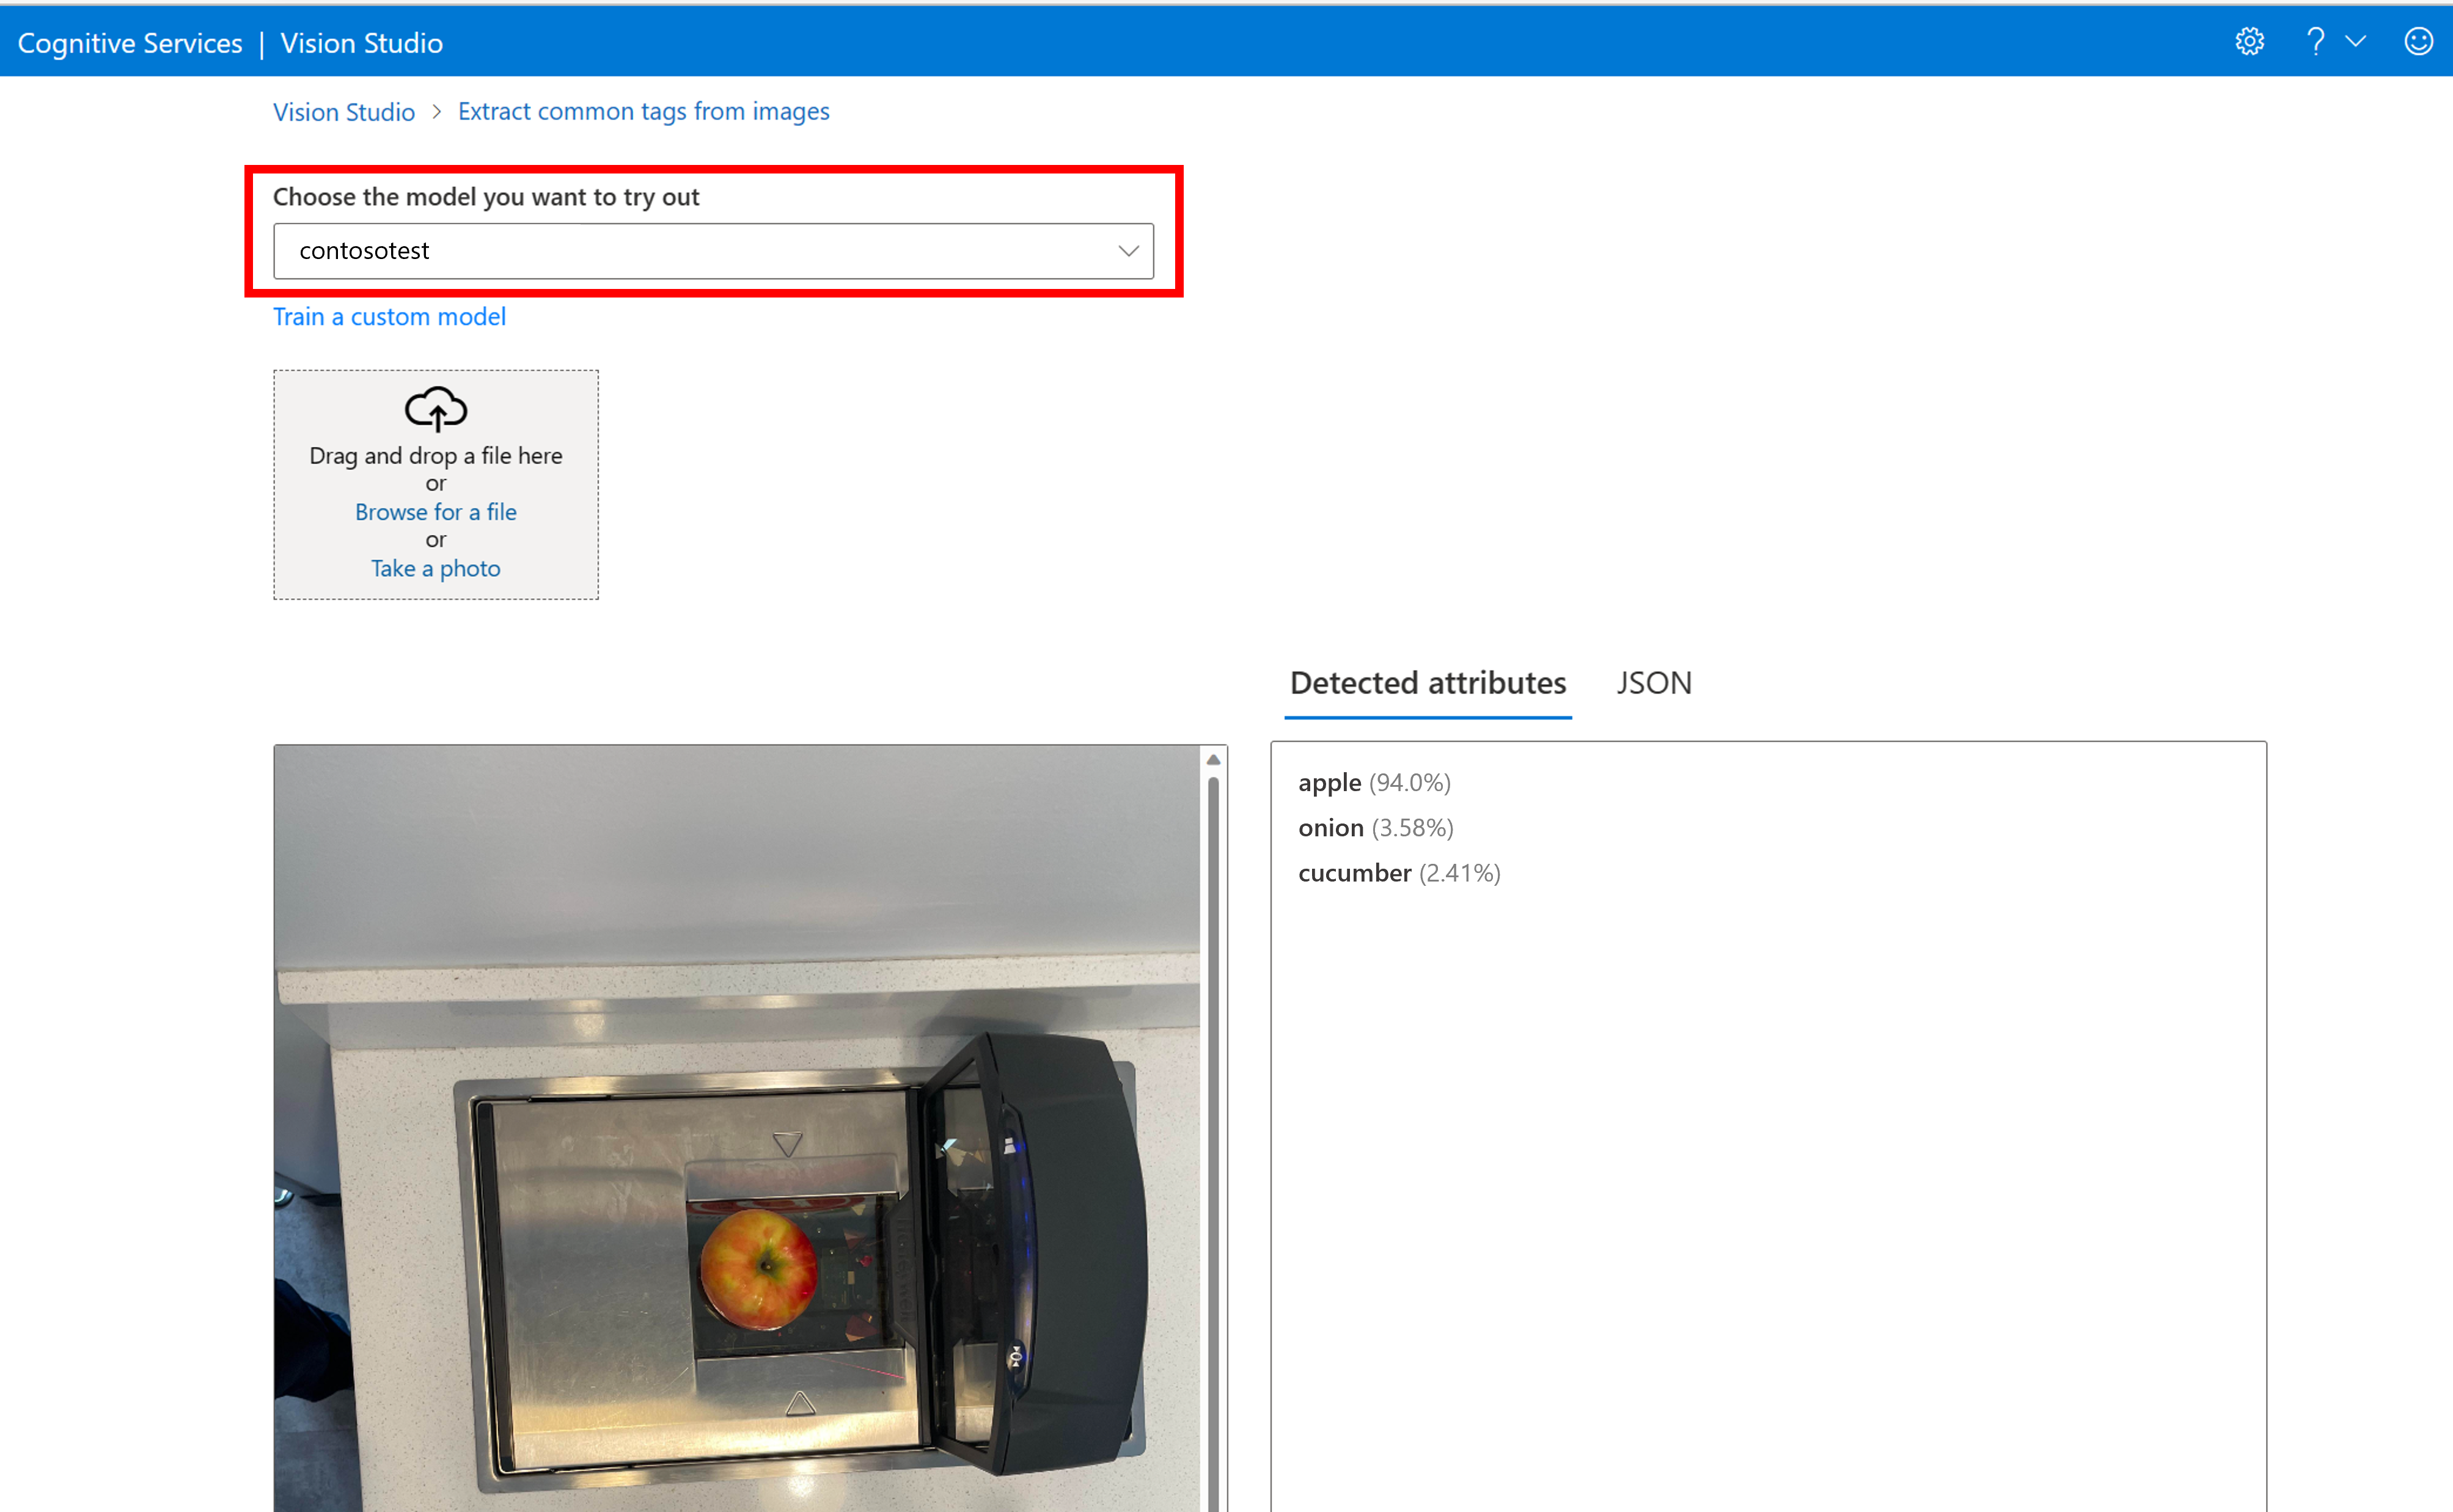 Cognitive Services | Vision Studio
Vision Studio > Extract common tags from images
Choose the model you want to try out
contosotest
Train a custom model
Drag and drop a file here
or
Browse for a file
or
Take a photo
Detected attributes JSON
apple (94.0%)
onion (3.58%)
cucumber (2.41%)